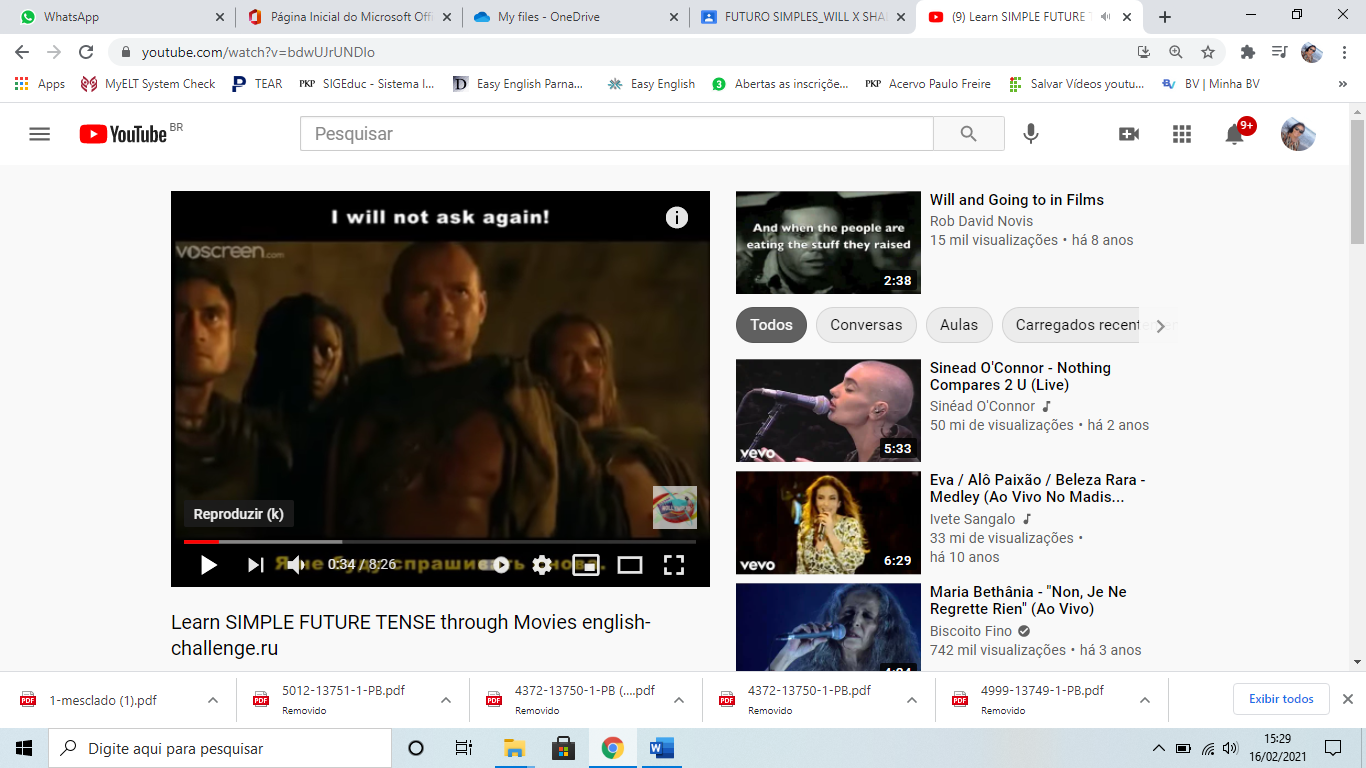 WhatsApp
Página Inicial do Microsoft Offi
My files - OneDrive
FUTURO SIMPLES_WILL X SHA
(9) Learn SIMPLE FUTURE T
youtube.com/watch?v=bdwUJrUNDIo
Apps
MyELT System Check
TEAR
PKP SIGEduc - Sistema I...
Easy English Parna...
Easy English
3 Abertas as inscriçõe...
PKP Acervo Paulo Freire
Salvar Vídeos youtu...
BV | Minha BV
»
YouTube BR
Pesquisar
9+
I will not ask again!
voscreen.com
Reproduzir (k)
Я не буду спрашивать снова.
0:34 / 8:26
Learn SIMPLE FUTURE TENSE through Movies english-
challenge.ru
And when the people are
eating the stuff they raised
2:38
Will and Going to in Films
Rob David Novis
15 mil visualizações • há 8 anos
Todos
Conversas
Aulas
Carregados recent
vevo
5:33
Sinead O'Connor - Nothing
Compares 2 U (Live)
Sinéad O'Connor
50 mi de visualizações • há 2 anos
vevo
6:29
Eva / Alô Paixão / Beleza Rara -
Medley (Ao Vivo No Madis...
Ivete Sangalo
33 mi de visualizações •
há 10 anos
Maria Bethânia - "Non, Je Ne
Regrette Rien" (Ao Vivo)
Biscoito Fino
742 mil visualizações • há 3 anos
1-mesclado (1).pdf
5012-13751-1-PB.pdf
Removido
4372-13750-1-PB (....pdf
Removido
4372-13750-1-PB.pdf
Removido
4999-13749-1-PB.pdf
Removido
Exibir todos
Digite aqui para pesquisar
15:29
16/02/2021